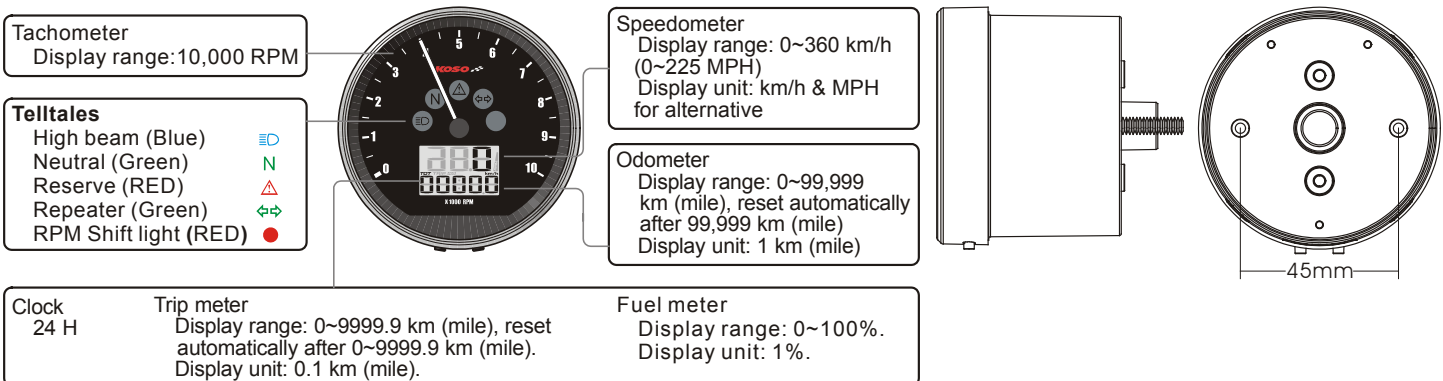 Tachometer
Display range:10,000 RPM
Telltales
High beam (Blue)
Neutral (Green) N
Reserve (RED)
Repeater (Green)
RPM Shift light (RED)
0
1
2
3
4
5
6
7
8
9
10
KOSO
N
280
km/h
00000
X1000 RPM
Speedometer
Display range: 0~360 km/h
(0~225 MPH)
Display unit: km/h & MPH
for alternative
Odometer
Display range: 0~99,999
km (mile), reset automatically
after 99,999 km (mile)
Display unit: 1 km (mile)
45mm
Clock
24 H
Trip meter
Display range: 0~9999.9 km (mile), reset
automatically after 0~9999.9 km (mile).
Display unit: 0.1 km (mile).
Fuel meter
Display range: 0~100%.
Display unit: 1%.